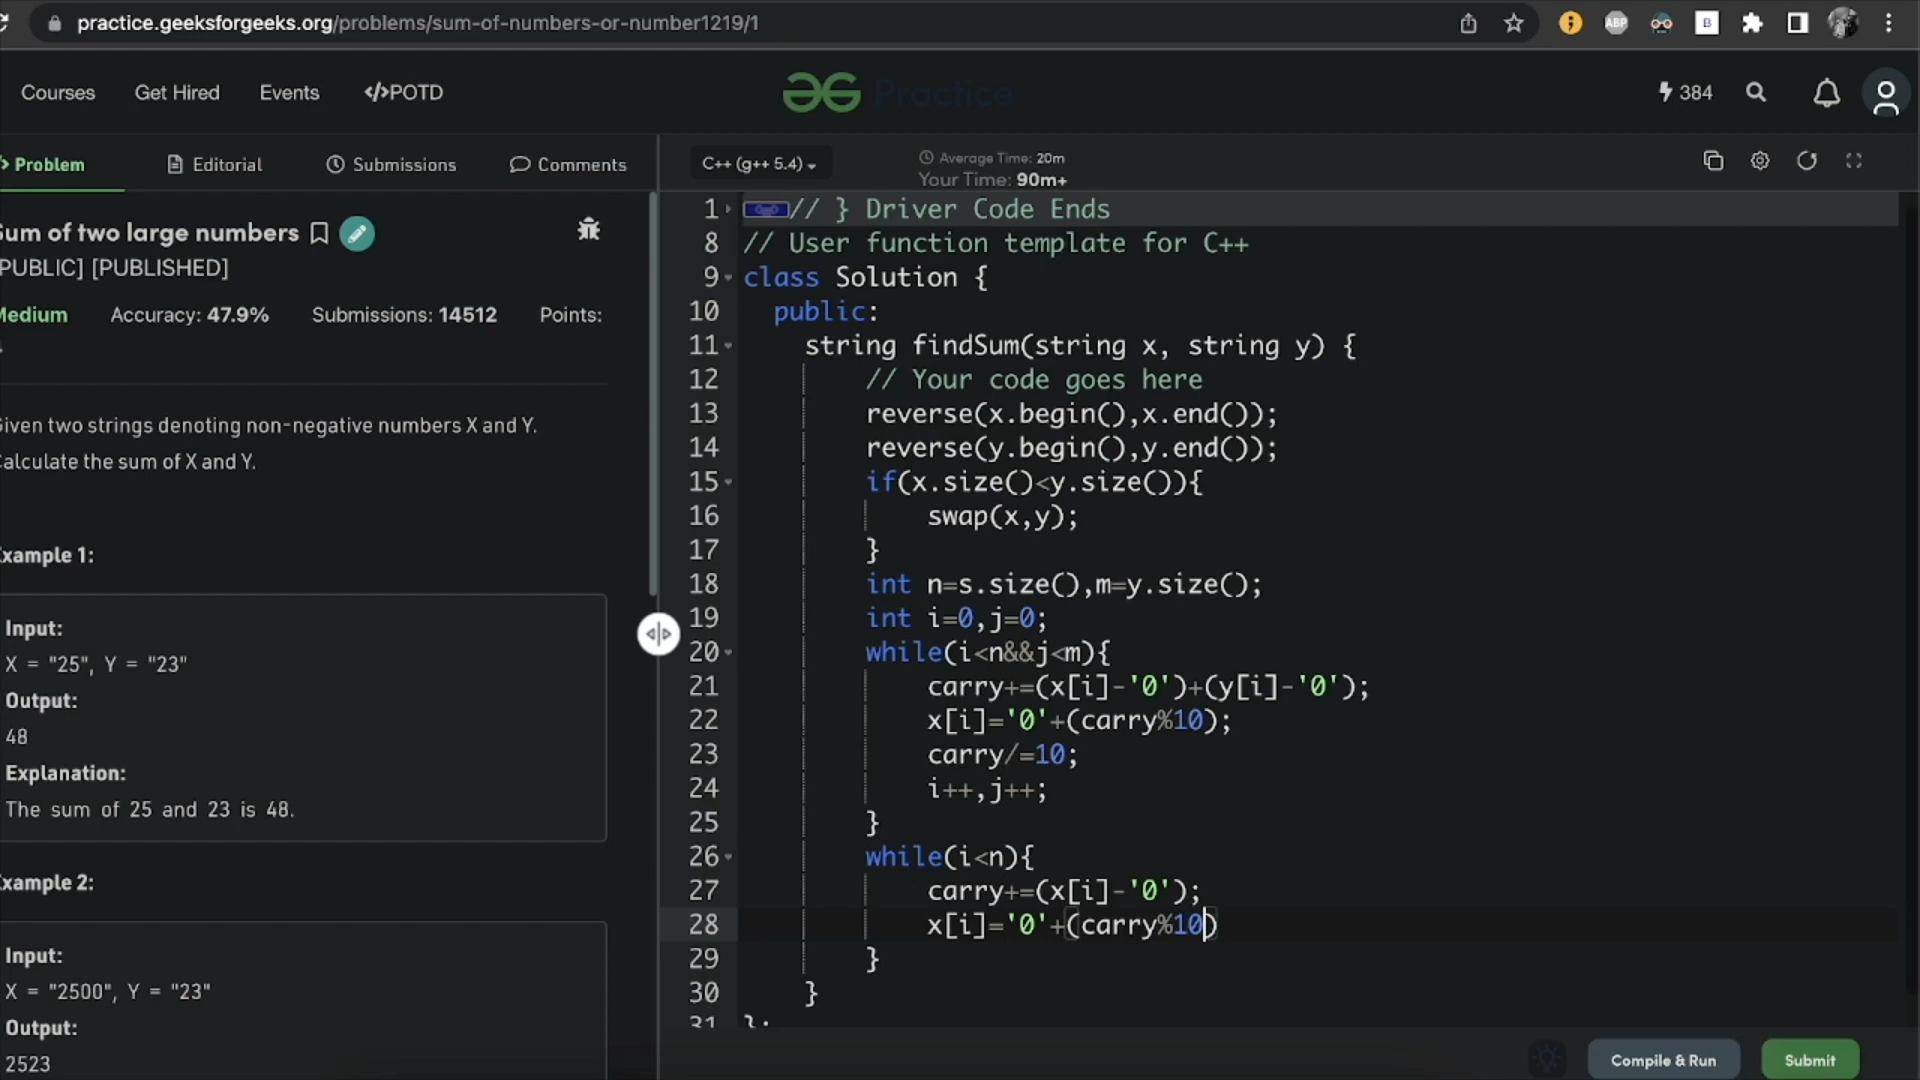 practice.geeksforgeeks.org/problems/sum-of-numbers-or-number1219/1
ABP
B
Courses
Get Hired
Events
</>POTD
Practice
384
Problem
Editorial
Submissions
Comments
C++ (g++ 5.4)
Average Time: 20m
Your Time: 90m+
um of two large numbers
PUBLIC] [PUBLISHED]
Medium
Accuracy: 47.9%
Submissions: 14512
Points:
iven two strings denoting non-negative numbers X and Y.
alculate the sum of X and Y.
xample 1:
Input:
X = "25", Y = "23"
Output:
48
Explanation:
The sum of 25 and 23 is 48.
xample 2:
Input:
X = "2500", Y = "23"
Output:
2523
1 // } Driver Code Ends
8 // User function template for C++
9 class Solution {
10 public:
11 string findSum(string x, string y) {
12 // Your code goes here
13 reverse(x.begin(),x.end());
14 reverse(y.begin(),y.end());
15 if(x.size()<y.size()){
16 swap(x,y);
17 }
18 int n=s.size(),m=y.size();
19 int i=0,j=0;
20 while(i<n&&j<m){
21 carry+=(x[i]-'0')+(y[i]-'0');
22 x[i]='0'+(carry%10);
23 carry/=10;
24 i++,j++;
25 }
26 while(i<n){
27 carry+=(x[i]-'0');
28 x[i]='0'+(carry%10)
29 }
30 }
31 };
Compile & Run
Submit